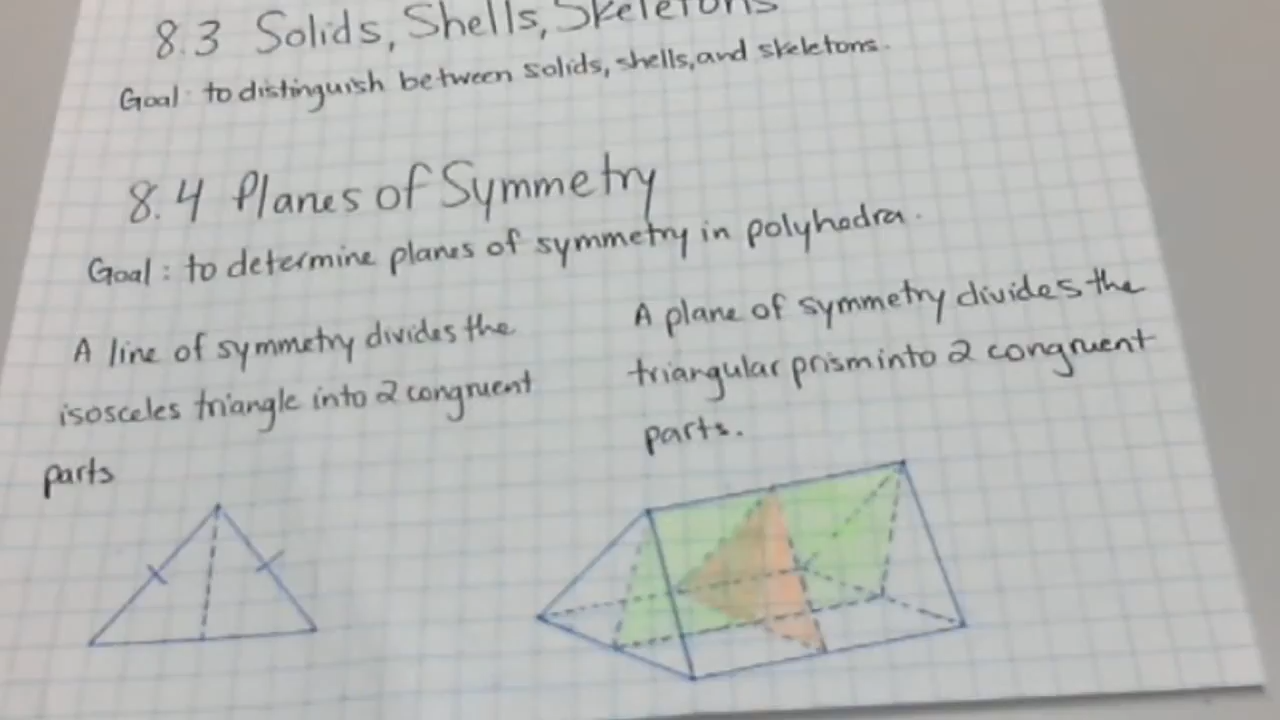 8.3 Solids, Shells, Skeletons
Goal: to distinguish between solids, shells, and skeletons.
8.4 Planes of Symmetry
Goal: to determine planes of symmetry in polyhedra.
A line of symmetry divides the
isosceles triangle into 2 congruent
parts
A plane of symmetry divides the
triangular prism into 2 congruent
parts.